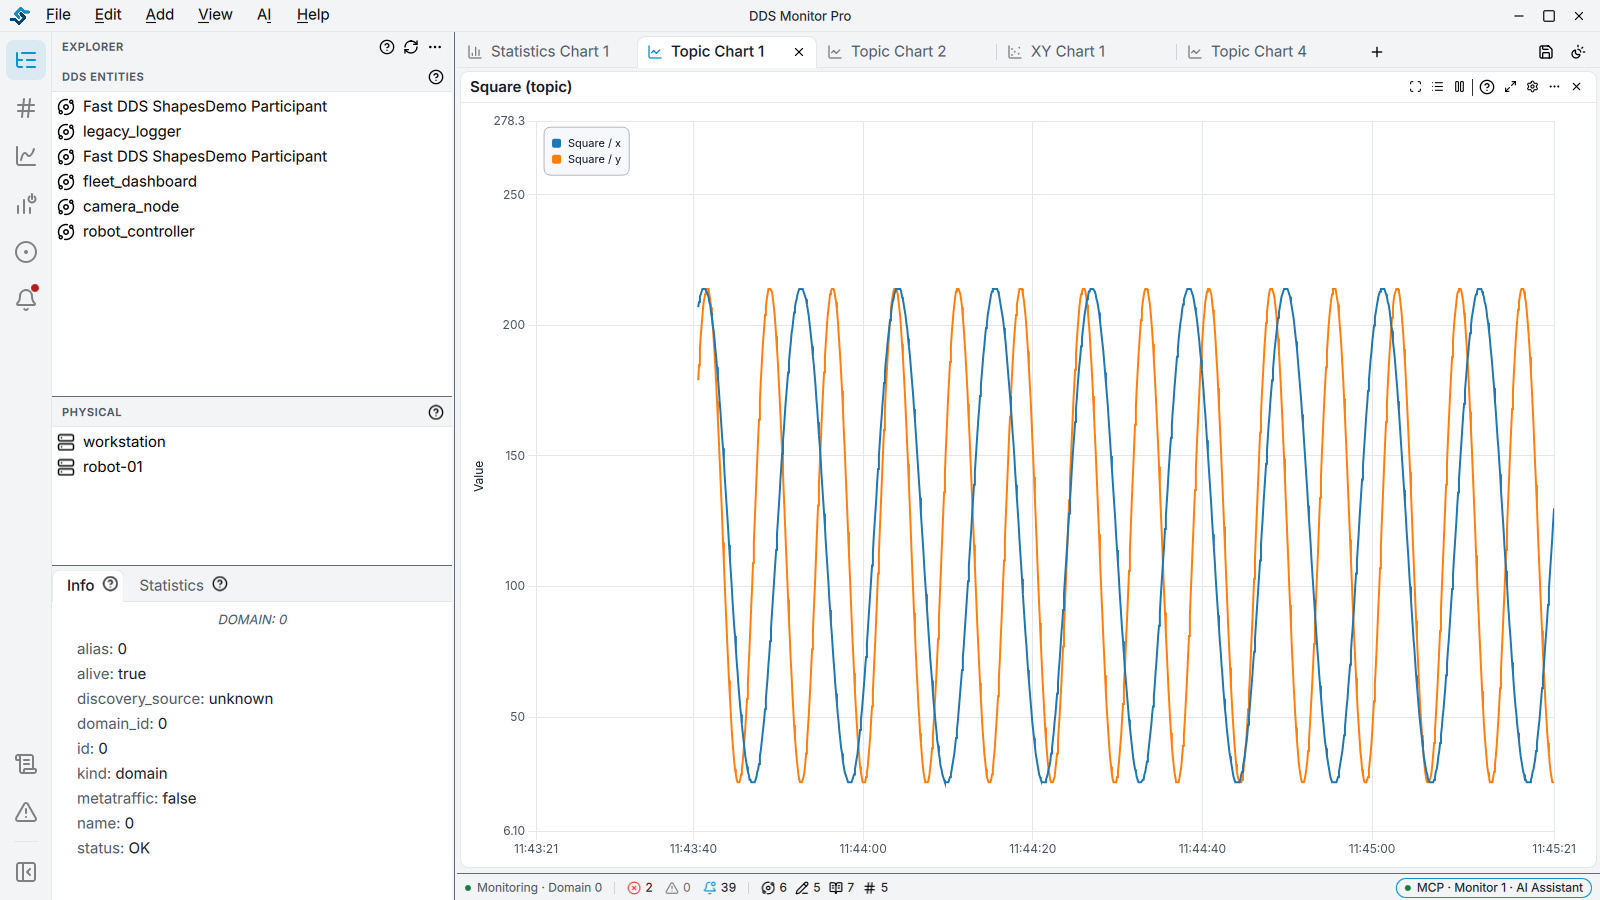 File Edit Add View AI Help
DDS Monitor Pro
EXPLORER
DDS ENTITIES
Fast DDS ShapesDemo Participant
legacy_logger
Fast DDS ShapesDemo Participant
fleet_dashboard
camera_node
robot_controller
PHYSICAL
workstation
robot-01
Info Statistics
DOMAIN: 0
alias: 0
alive: true
discovery_source: unknown
domain_id: 0
id: 0
kind: domain
metatraffic: false
name: 0
status: OK
Statistics Chart 1 Topic Chart 1 Topic Chart 2 XY Chart 1 Topic Chart 4
Square (topic)
278.3
250
200
150
100
50
6.10
Value
Square / x
Square / y
11:43:21 11:43:40 11:44:00 11:44:20 11:44:40 11:45:00 11:45:21
Monitoring · Domain 0 2 0 39 6 5 7 5
MCP · Monitor 1 · AI Assistant